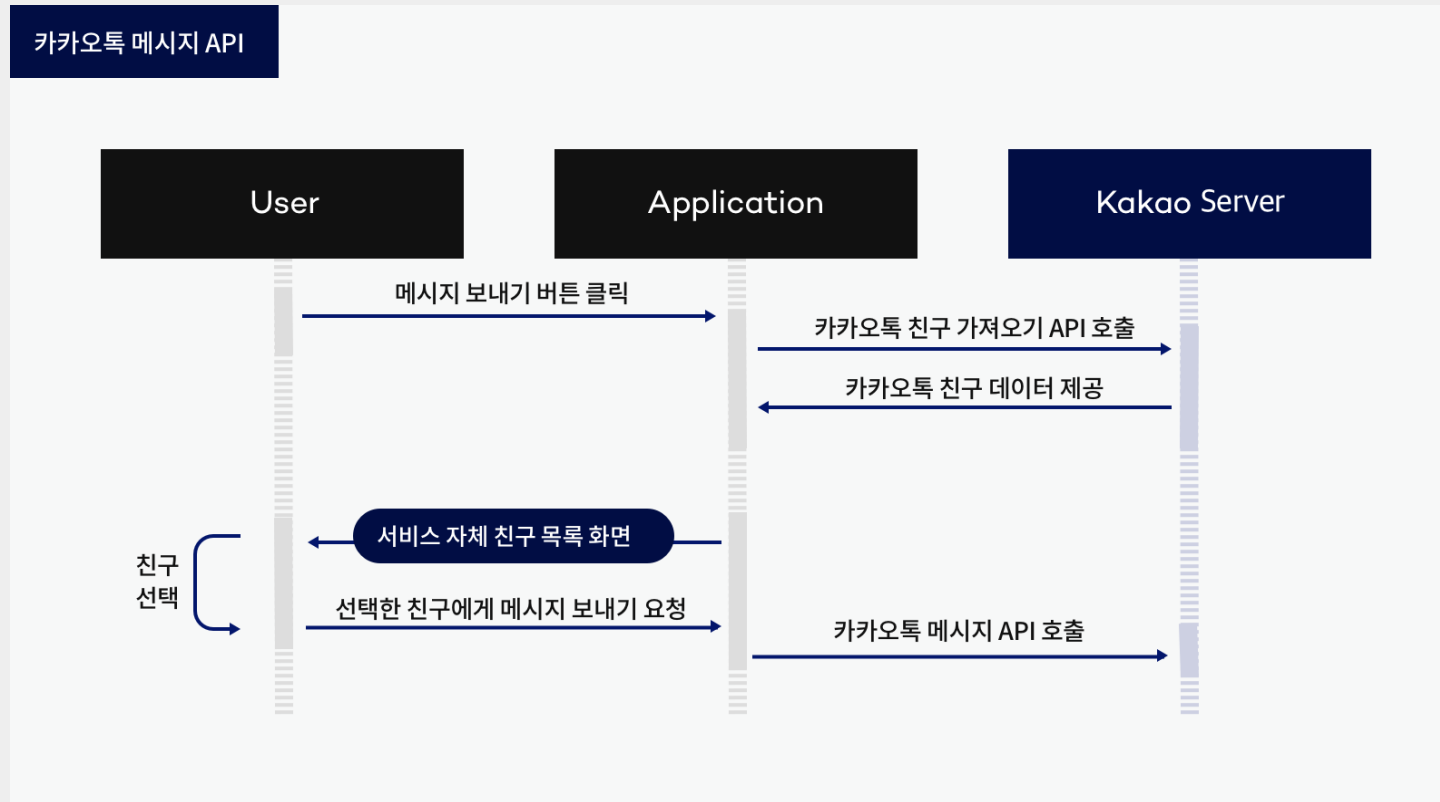 카카오톡 메시지 API
User
Application
Kakao Server
메시지 보내기 버튼 클릭
카카오톡 친구 가져오기 API 호출
카카오톡 친구 데이터 제공
서비스 자체 친구 목록 화면
친구
선택
선택한 친구에게 메시지 보내기 요청
카카오톡 메시지 API 호출